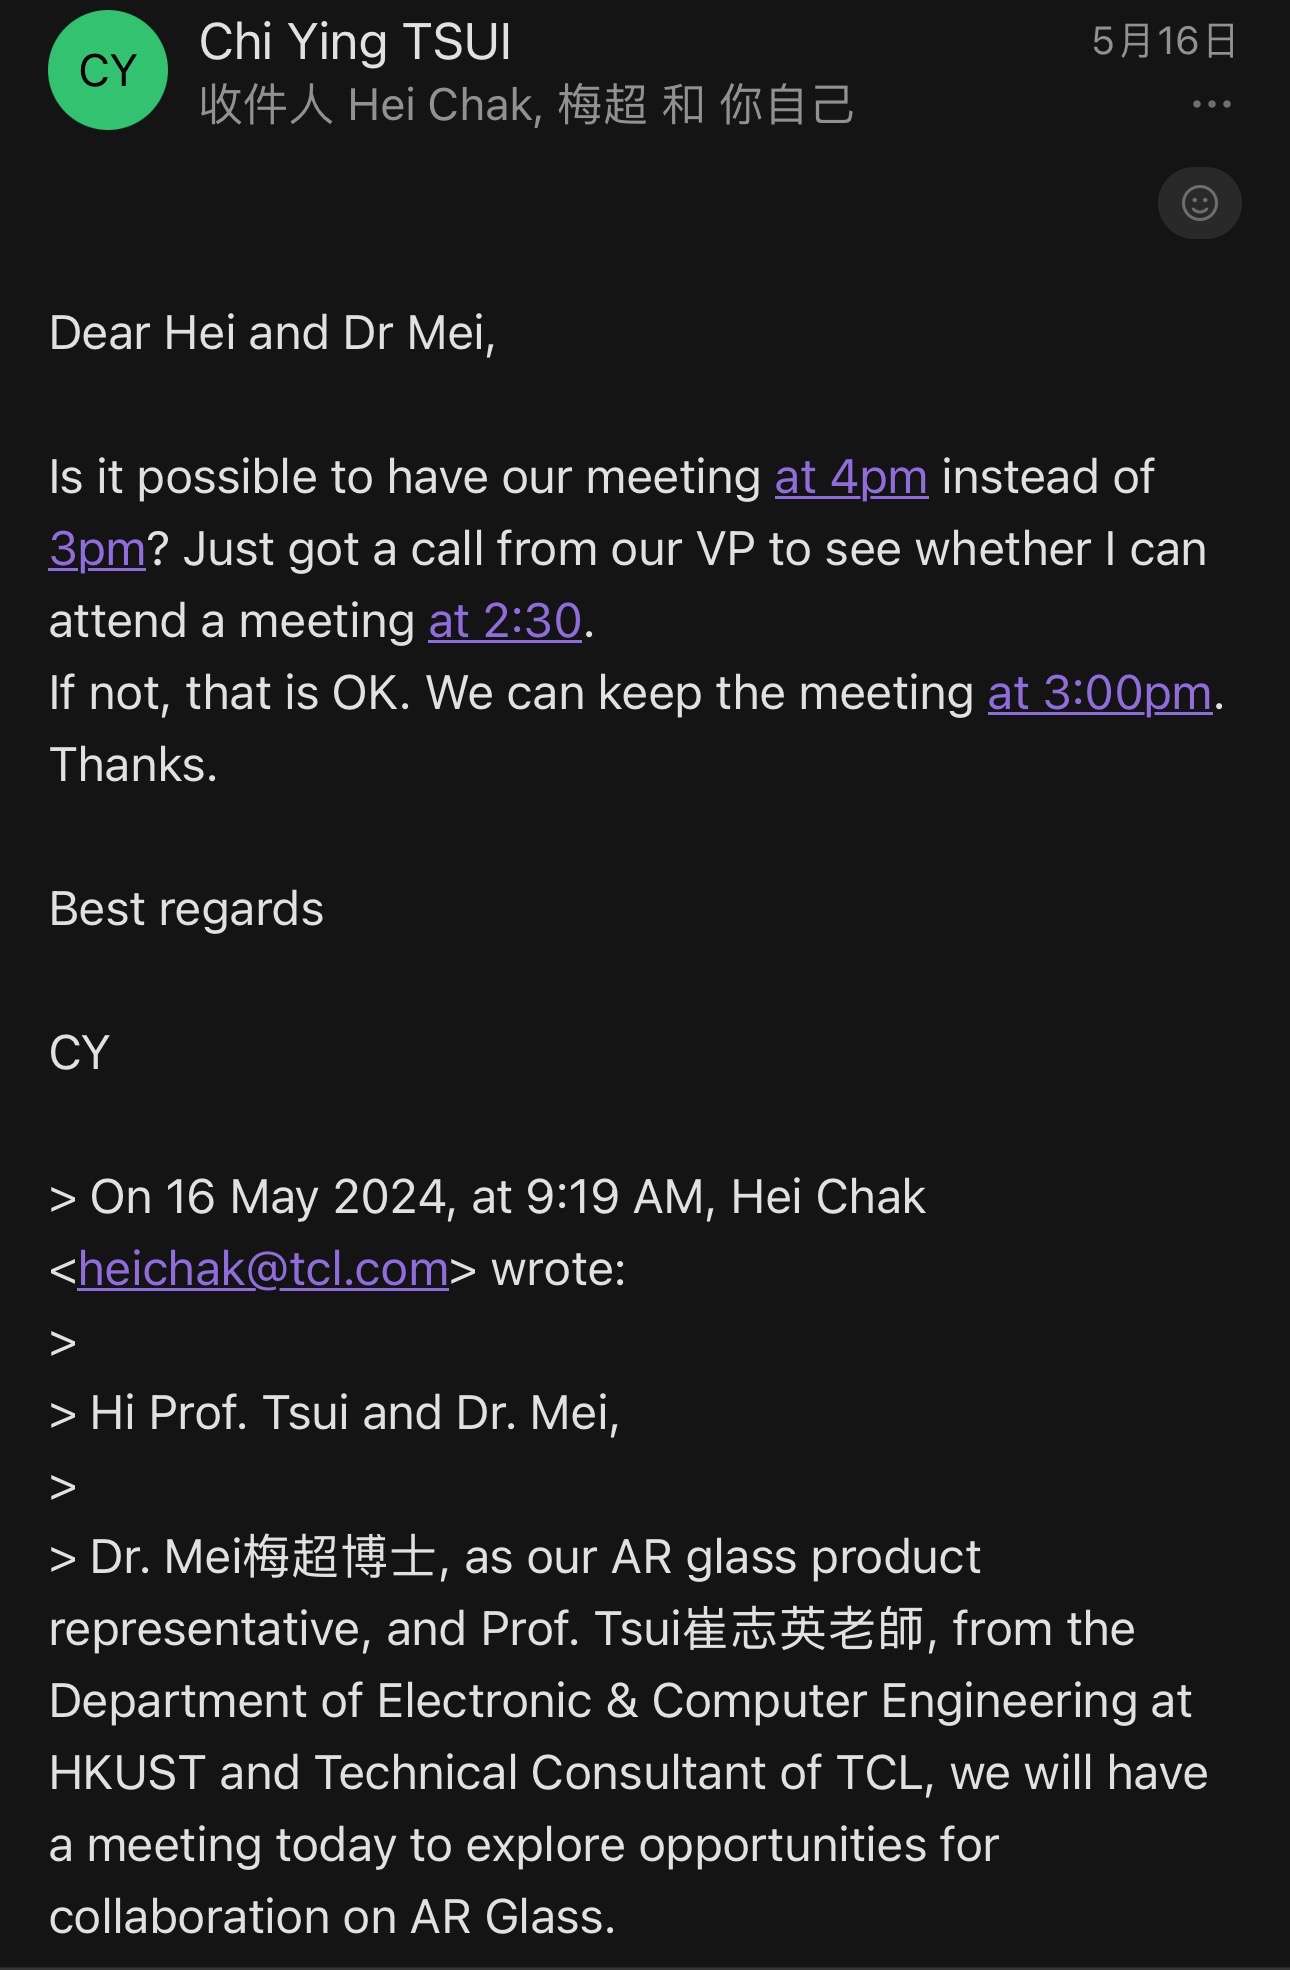 CY
Chi Ying TSUI
5月16日
收件人 Hei Chak, 梅超 和 你自己
Dear Hei and Dr Mei,
Is it possible to have our meeting at 4pm instead of
3pm? Just got a call from our VP to see whether I can
attend a meeting at 2:30.
If not, that is OK. We can keep the meeting at 3:00pm.
Thanks.
Best regards
CY
> On 16 May 2024, at 9:19 AM, Hei Chak
<heichak@tcl.com> wrote:
>
> Hi Prof. Tsui and Dr. Mei,
>
> Dr. Mei梅超博士, as our AR glass product
representative, and Prof. Tsui崔志英老師, from the
Department of Electronic & Computer Engineering at
HKUST and Technical Consultant of TCL, we will have
a meeting today to explore opportunities for
collaboration on AR Glass.